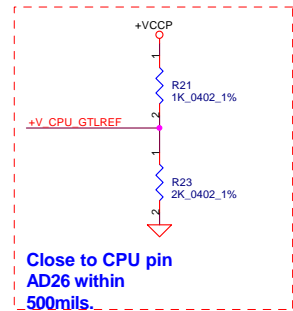 +VCCP
1
R21
1K_0402_1%
2
+V_CPU_GTLREF
1
R23
2K_0402_1%
2
Close to CPU pin
AD26 within
500mils.